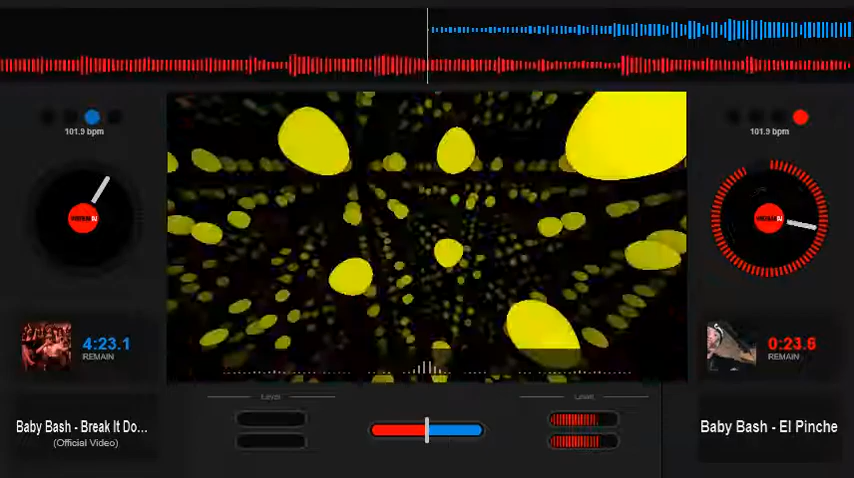 101.9 bpm
101.9 bpm
4:23.1
REMAIN
0:23.6
REMAIN
Level
Level
Baby Bash - Break It Do...
(Official Video)
Baby Bash - El Pinche